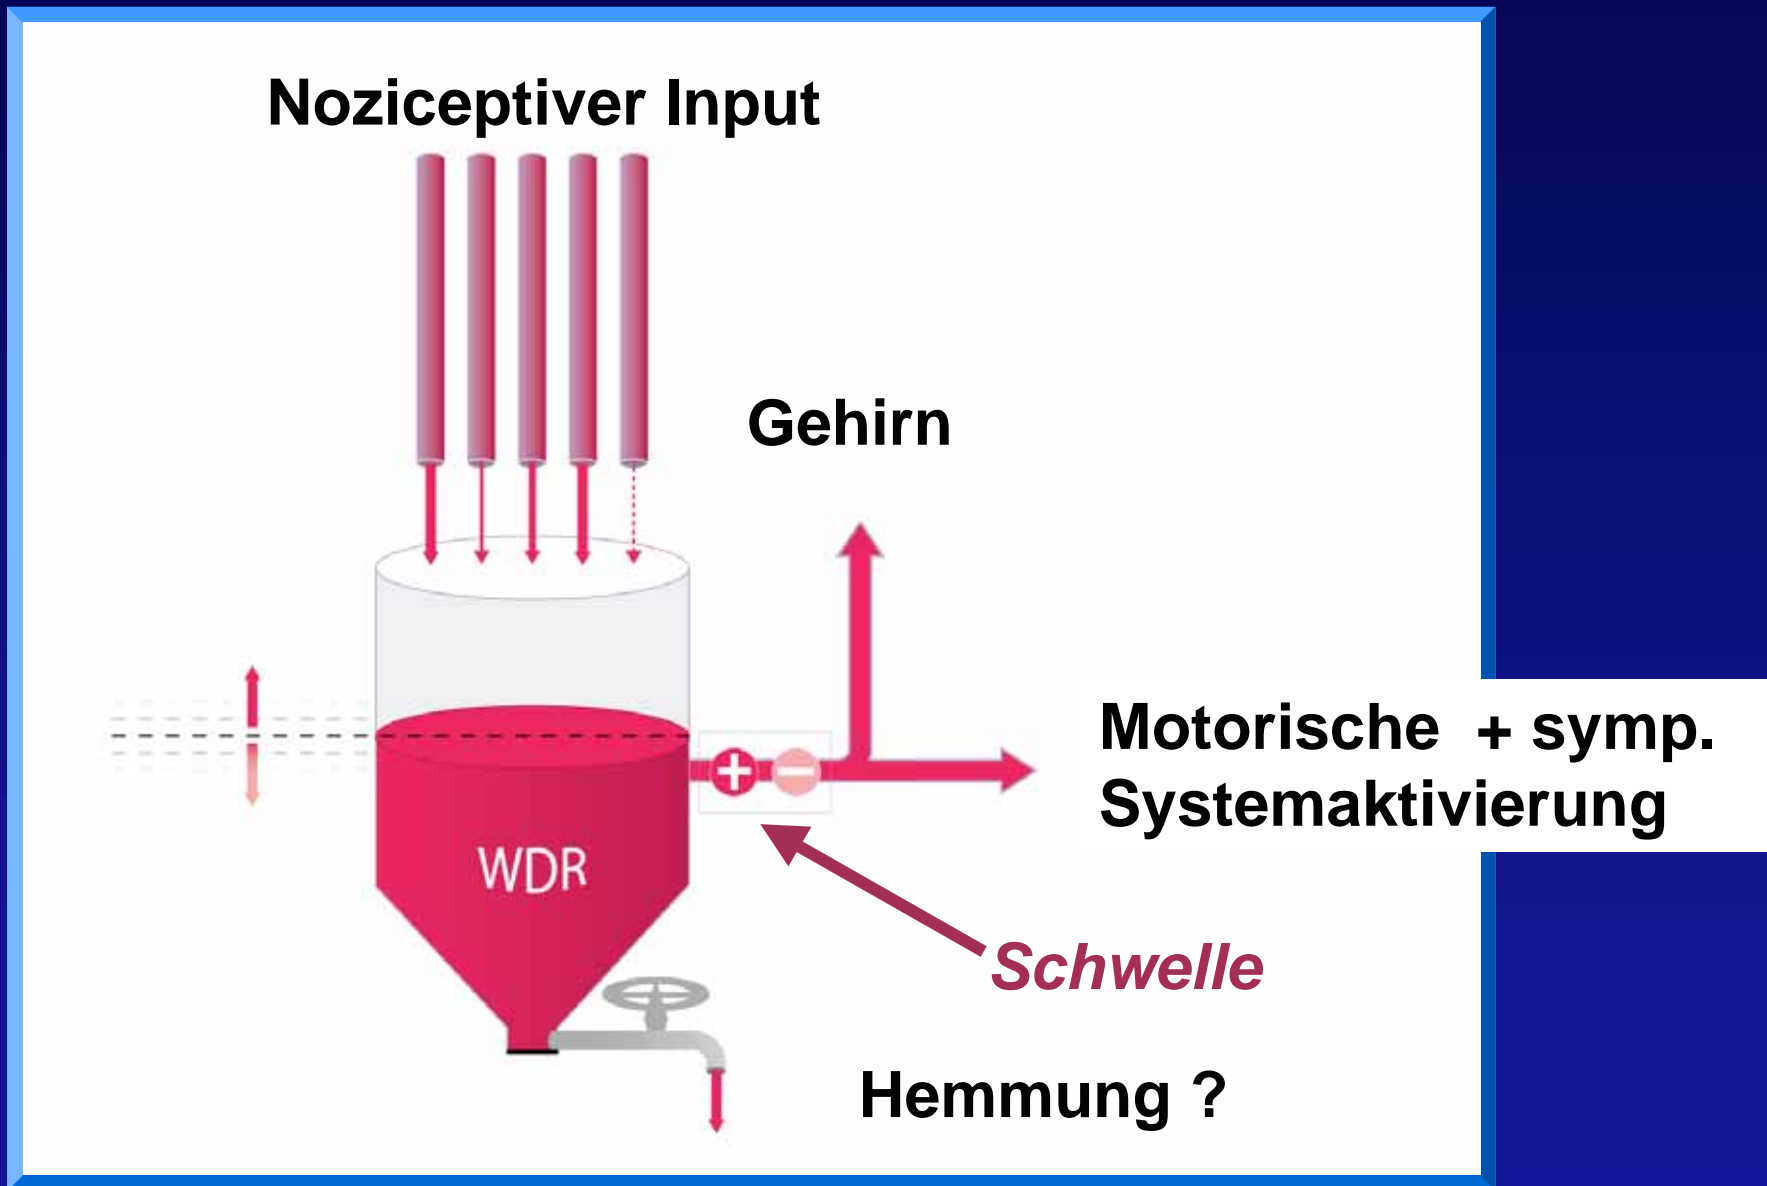 Noziceptiver Input
Gehirn
Motorische + symp.
Systemaktivierung
WDR
Schwelle
Hemmung ?